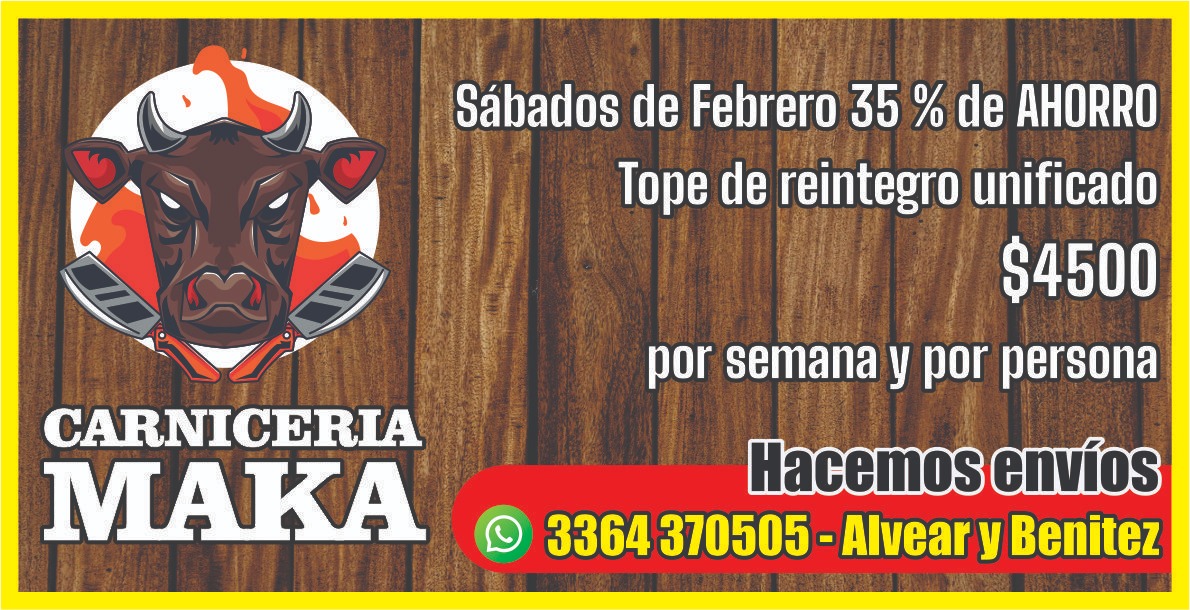 CARNICERIA
MAKA
Sábados de Febrero 35 % de AHORRO
Tope de reintegro unificado
$4500
por semana y por persona
Hacemos envíos
3364 370505 - Alvear y Benitez